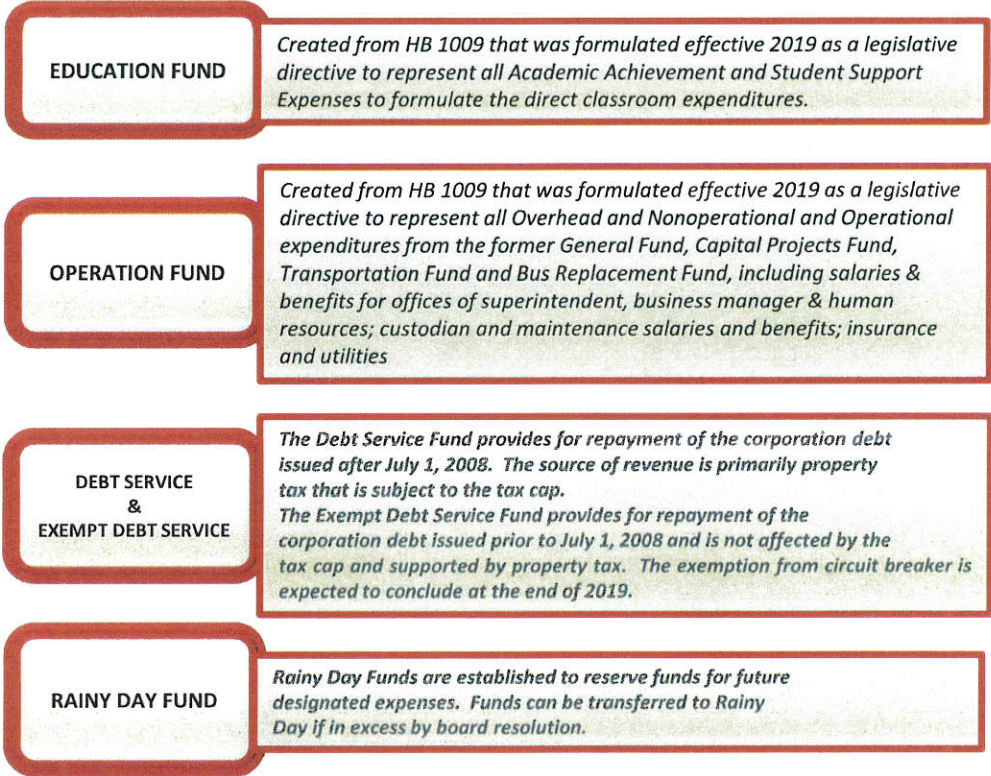 EDUCATION FUND
Created from HB 1009 that was formulated effective 2019 as a legislative
directive to represent all Academic Achievement and Student Support
Expenses to formulate the direct classroom expenditures.
OPERATION FUND
Created from HB 1009 that was formulated effective 2019 as a legislative
directive to represent all Overhead and Nonoperational and Operational
expenditures from the former General Fund, Capital Projects Fund,
Transportation Fund and Bus Replacement Fund, including salaries &
benefits for offices of superintendent, business manager & human
resources; custodian and maintenance salaries and benefits; insurance
and utilities
DEBT SERVICE
&
EXEMPT DEBT SERVICE
The Debt Service Fund provides for repayment of the corporation debt
issued after July 1, 2008. The source of revenue is primarily property
tax that is subject to the tax cap.
The Exempt Debt Service Fund provides for repayment of the
corporation debt issued prior to July 1, 2008 and is not affected by the
tax cap and supported by property tax. The exemption from circuit breaker is
expected to conclude at the end of 2019.
RAINY DAY FUND
Rainy Day Funds are established to reserve funds for future
designated expenses. Funds can be transferred to Rainy
Day if in excess by board resolution.